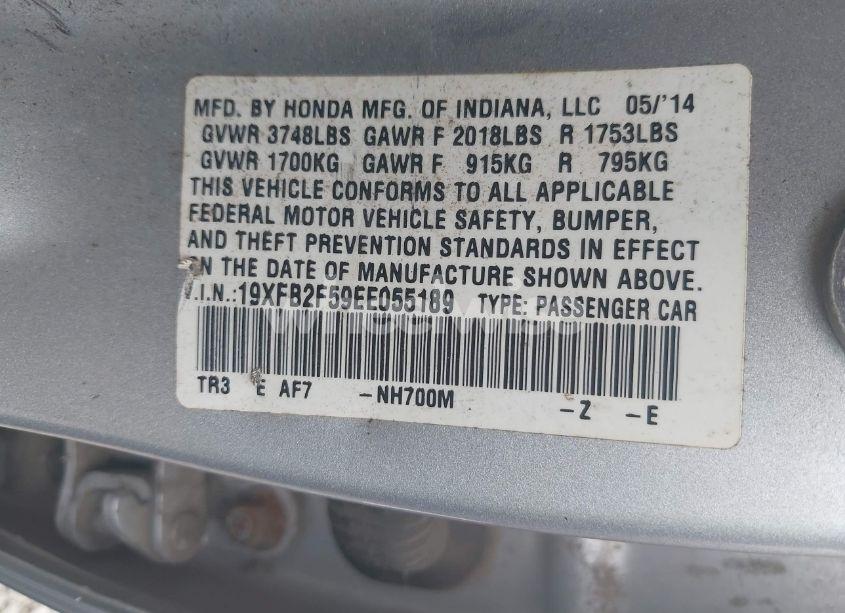 MFD. BY HONDA MFG. OF INDIANA, LLC 05/'14
GVWR 3748LBS GAWR F 2018LBS R 1753LBS
GVWR 1700KG GAWR F 915KG R 795KG
THIS VEHICLE CONFORMS TO ALL APPLICABLE
FEDERAL MOTOR VEHICLE SAFETY, BUMPER,
AND THEFT PREVENTION STANDARDS IN EFFECT
ON THE DATE OF MANUFACTURE SHOWN ABOVE.
V.I.N.:19XFB2F59EE055189 TYPE: PASSENGER CAR
TR3 E AF7 -NH700M -Z -E